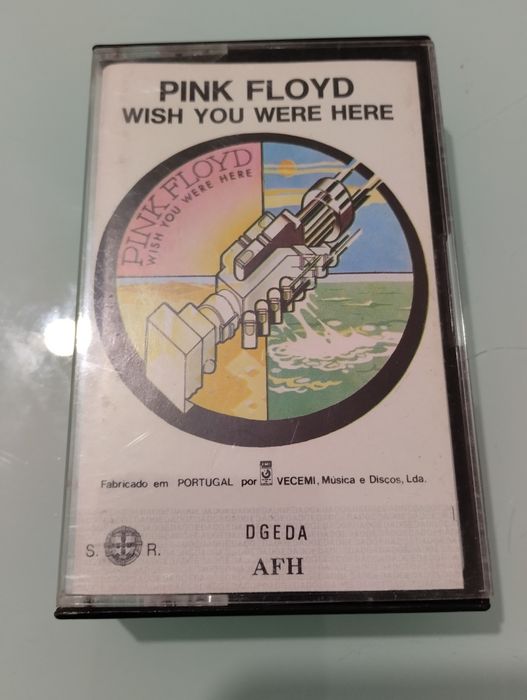 PINK FLOYD
WISH YOU WERE HERE
PINK FLOYD
WISH YOU WERE HERE
Fabricado em PORTUGAL por VECEMI, Música e Discos, Lda.
DGEDA
S. R.
AFH